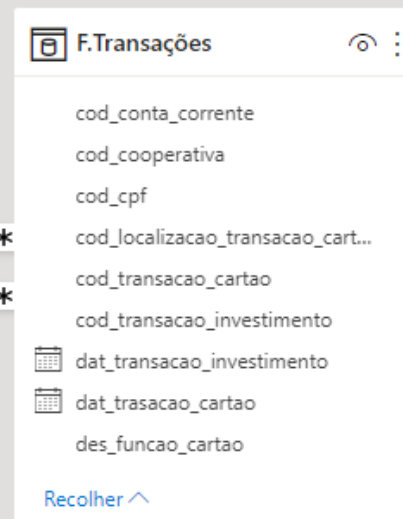 F.Transações
cod_conta_corrente
cod_cooperativa
cod_cpf
cod_localizacao_transacao_cart...
cod_transacao_cartao
cod_transacao_investimento
dat_transacao_investimento
dat_trasacao_cartao
des_funcao_cartao
Recolher